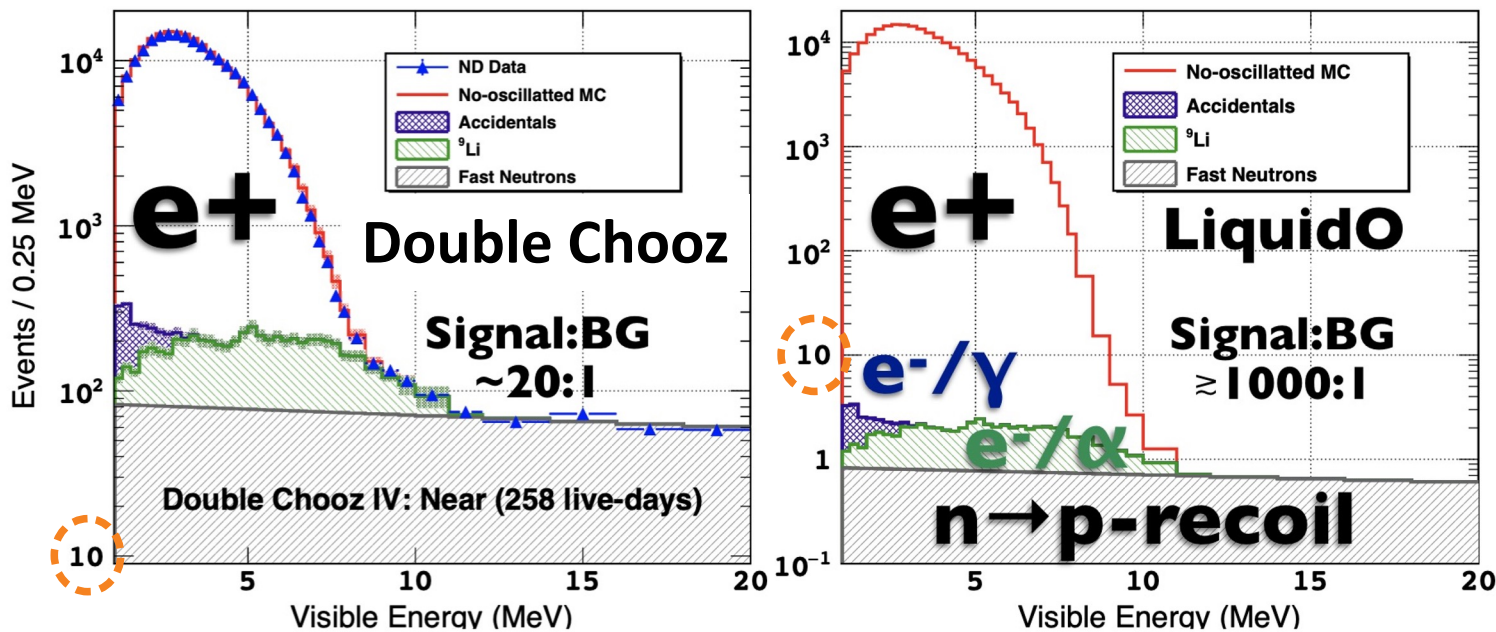 Events / 0.25 MeV
10⁴
10³
10²
10
ND Data
No-oscillatted MC
Accidentals
⁹Li
Fast Neutrons
e+
Double Chooz
Signal:BG
~20:1
Double Chooz IV: Near (258 live-days)
5
10
15
20
Visible Energy (MeV)
10⁴
10³
10²
10
1
10⁻¹
No-oscillatted MC
Accidentals
⁹Li
Fast Neutrons
e+
LiquidO
Signal:BG
≳ 1000:1
e⁻/γ
e⁻/α
n→p-recoil
5
10
15
20
Visible Energy (MeV)